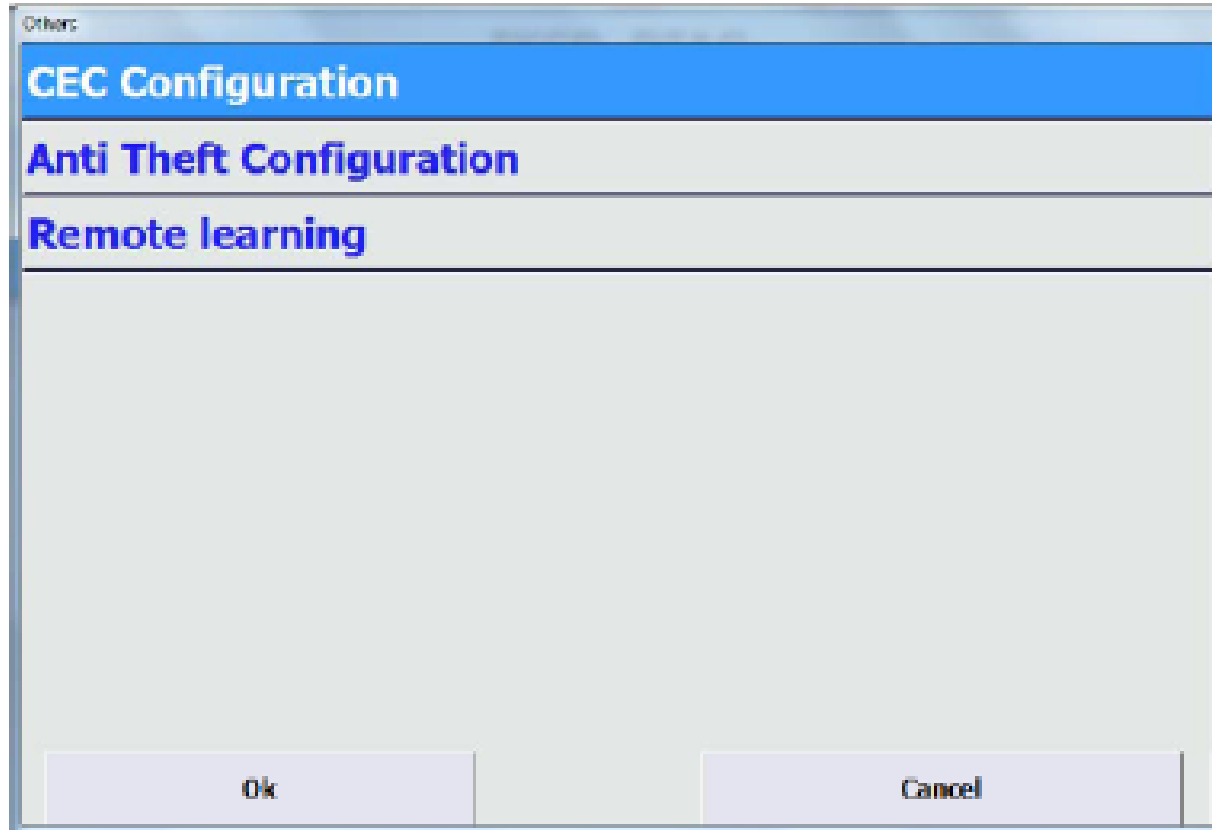 Others
CEC Configuration
Anti Theft Configuration
Remote learning
Ok
Cancel